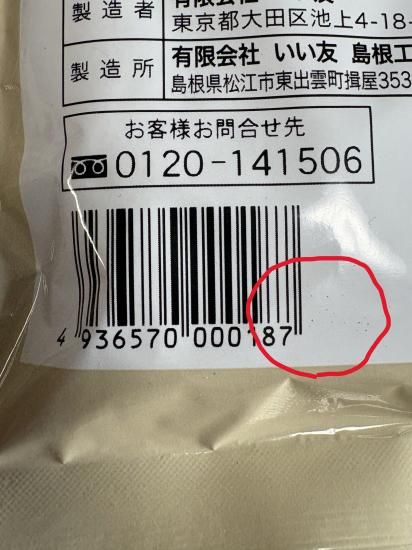 製造者
東京都大田区池上4-18-
製造所 有限会社 いい友 島根工
島根県松江市東出雲町揖屋353
お客様お問合せ先
0120-141506
4 936570 000187